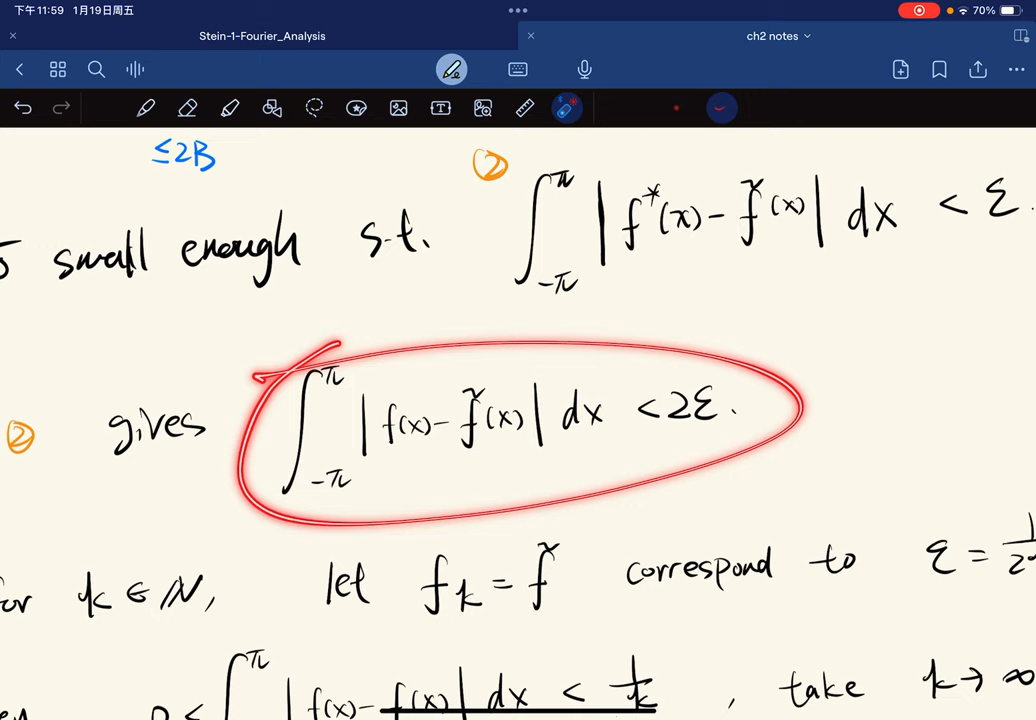 下午11:59 1月19日周五
70%
Stein-1-Fourier_Analysis
ch2 notes
≤2B
② ∫_{-π}^{π} | f*(x) - f̃(x) | dx < ε.
small enough s.t.
② gives ∫_{-π}^{π} | f(x) - f̃(x) | dx < 2ε.
for k ∈ ℕ, let f_k = f̃ correspond to ε =
∫^{π} | f(x) - f(x) | dx < 1/k , take k → ∞